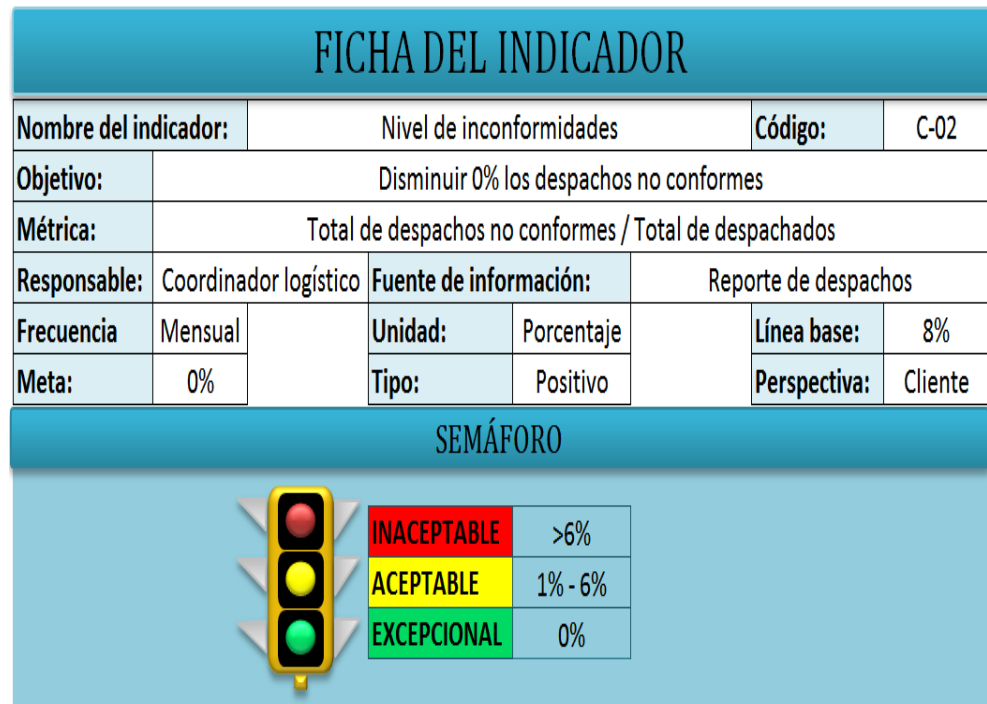 FICHA DEL INDICADOR
Nombre del indicador: Nivel de inconformidades Código: C-02
Objetivo: Disminuir 0% los despachos no conformes
Métrica: Total de despachos no conformes / Total de despachados
Responsable: Coordinador logístico Fuente de información: Reporte de despachos
Frecuencia Mensual Unidad: Porcentaje Línea base: 8%
Meta: 0% Tipo: Positivo Perspectiva: Cliente
SEMÁFORO
INACEPTABLE >6%
ACEPTABLE 1% - 6%
EXCEPCIONAL 0%